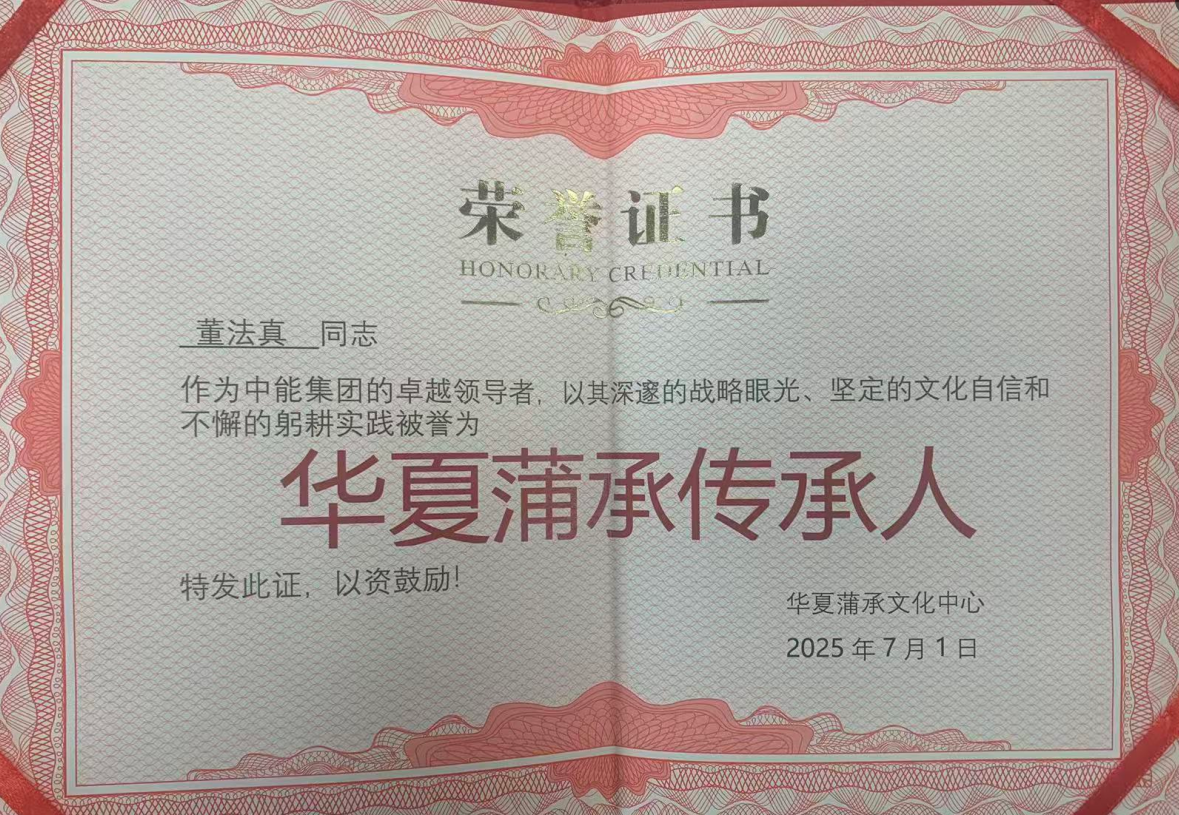 荣誉证书
HONORARY CREDENTIAL
董法真 同志
作为中能集团的卓越领导者，以其深邃的战略眼光、坚定的文化自信和
不懈的躬耕实践被誉为
华夏蒲承传承人
特发此证，以资鼓励！
华夏蒲承文化中心
2025 年 7 月 1 日